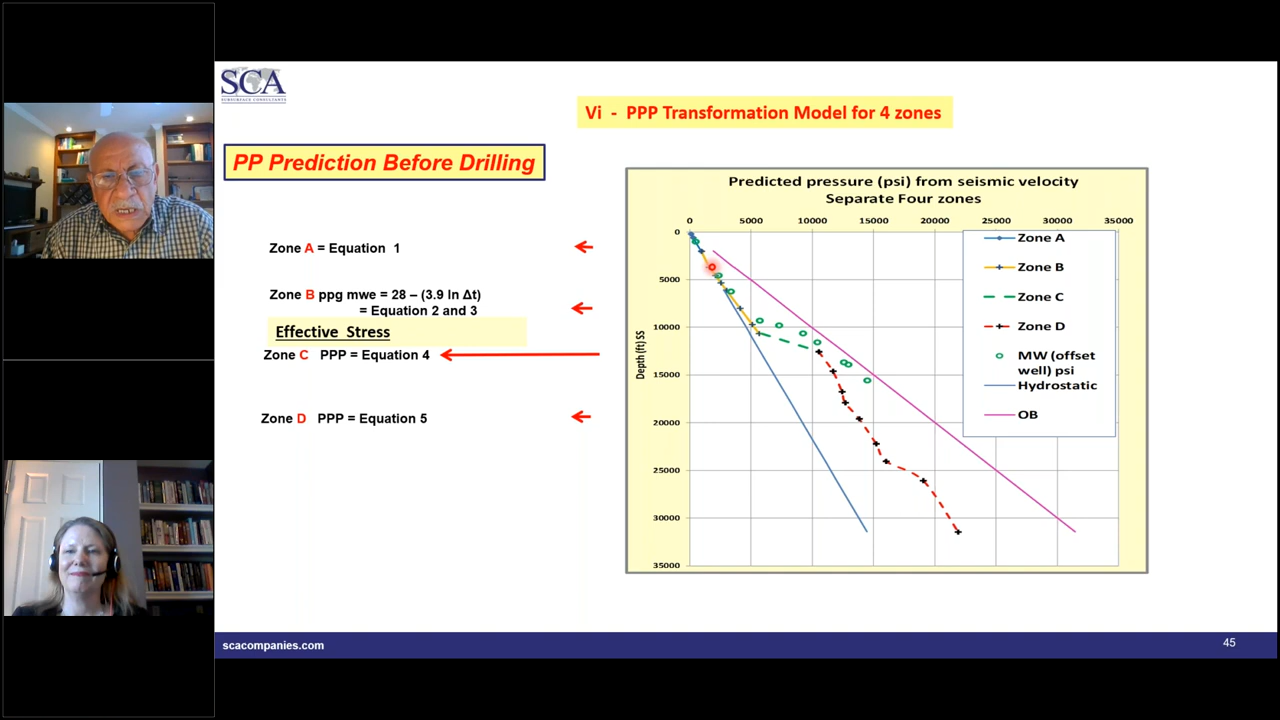 SCA
SUBSURFACE CONSULTANTS
Vi - PPP Transformation Model for 4 zones
PP Prediction Before Drilling
Zone A = Equation 1
Zone B ppg mwe = 28 – (3.9 ln Δt)
= Equation 2 and 3
Effective Stress
Zone C PPP = Equation 4
Zone D PPP = Equation 5
Predicted pressure (psi) from seismic velocity
Separate Four zones
0 5000 10000 15000 20000 25000 30000 35000
0
5000
10000
15000
20000
25000
30000
35000
Depth (ft) SS
Zone A
Zone B
Zone C
Zone D
MW (offset
well) psi
Hydrostatic
OB
scacompanies.com
45